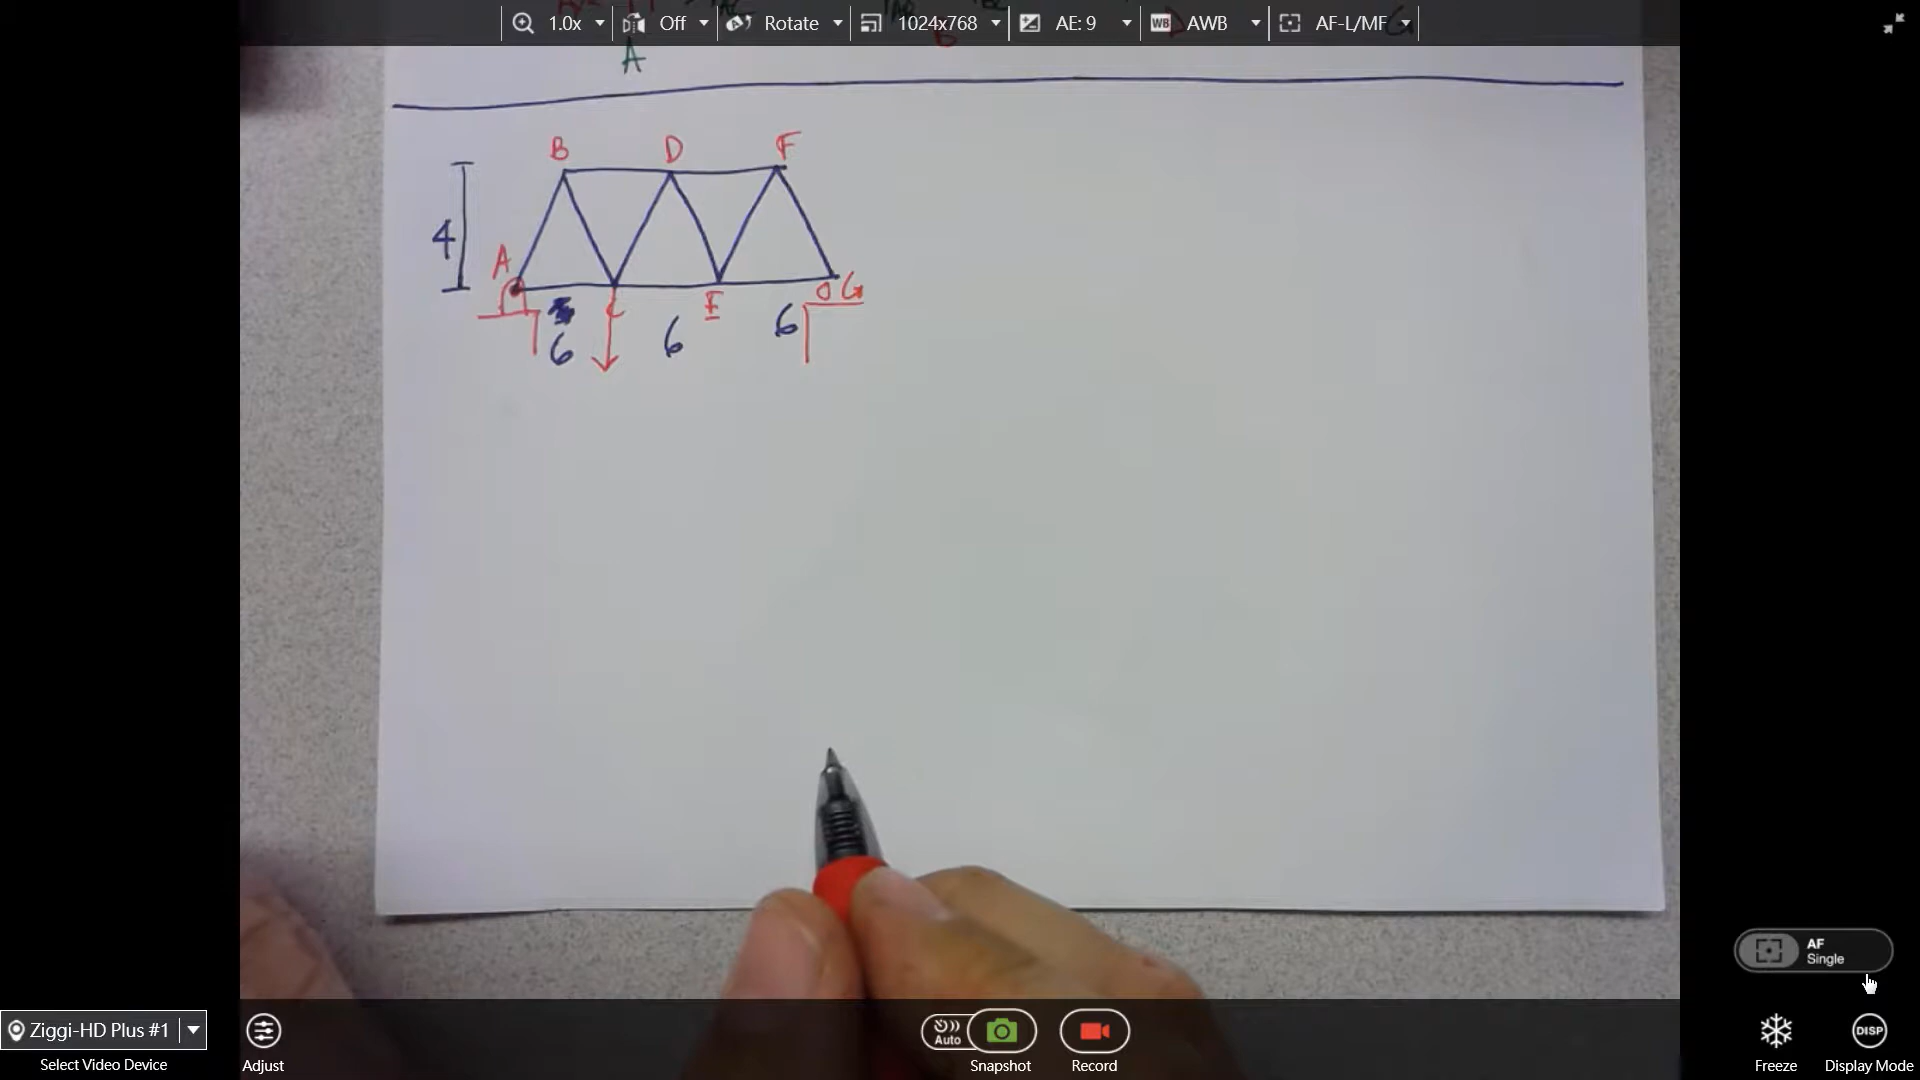 1.0x Off Rotate 1024x768 AE: 9 WB AWB AF-L/MF
A
B D F
4
A
C E G
6 6 6
AF
Single
Ziggi-HD Plus #1
Auto
DISP
Select Video Device Adjust Snapshot Record Freeze Display Mode